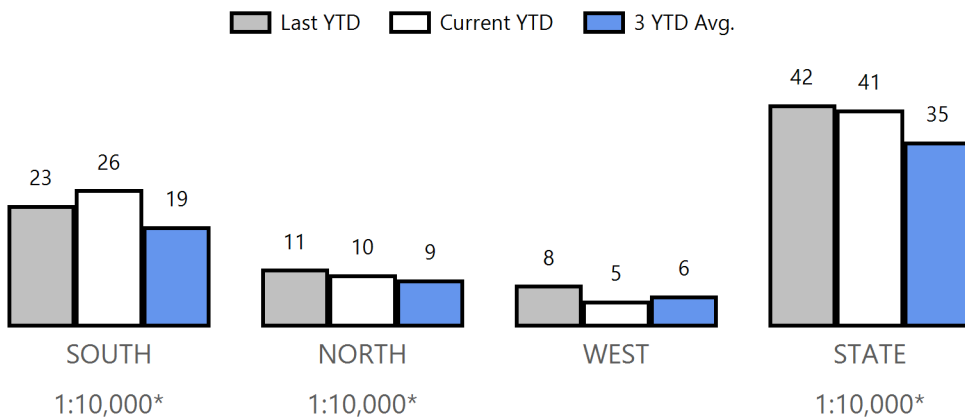 Last YTD Current YTD 3 YTD Avg.
23 26 19
11 10 9
8 5 6
42 41 35
SOUTH NORTH WEST STATE
1:10,000* 1:10,000* 1:10,000*